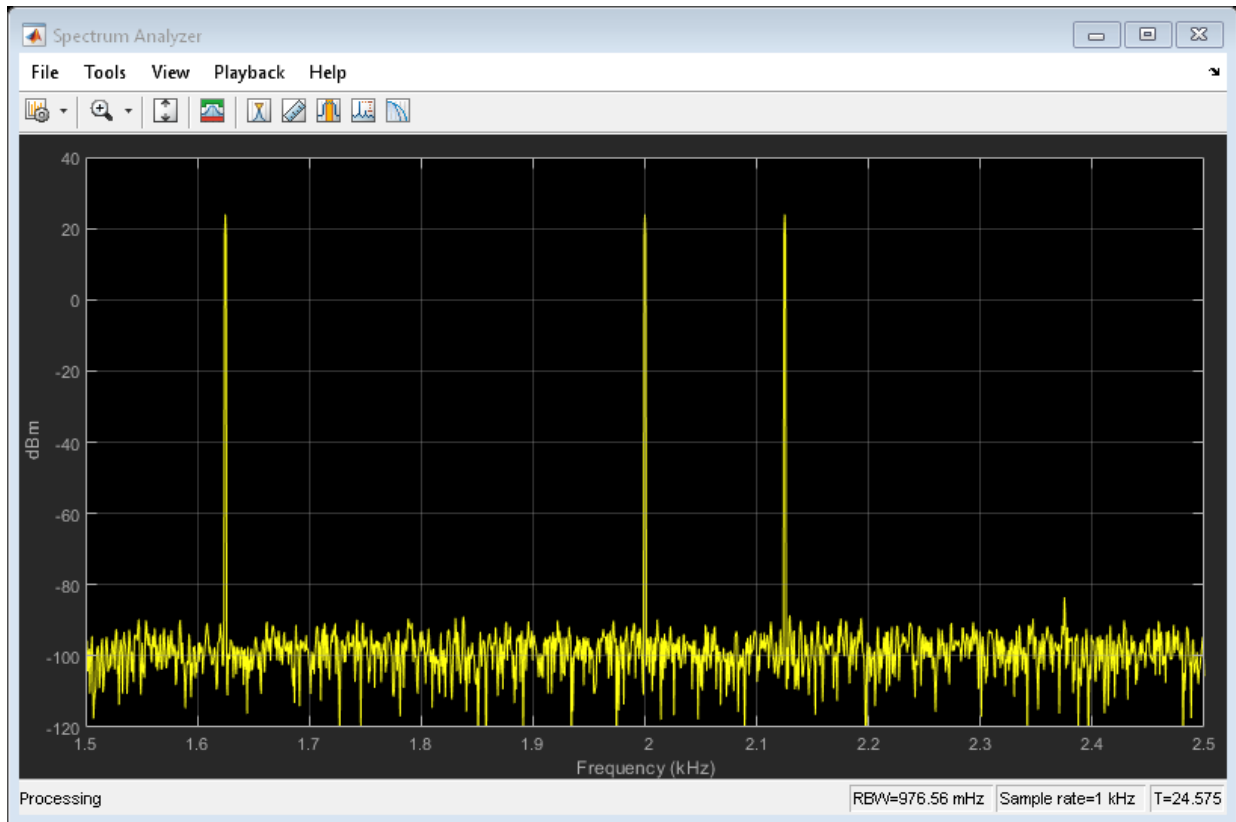 Spectrum Analyzer
File Tools View Playback Help
40
20
0
-20
-40
-60
-80
-100
-120
dBm
1.5 1.6 1.7 1.8 1.9 2 2.1 2.2 2.3 2.4 2.5
Frequency (kHz)
Processing RBW=976.56 mHz Sample rate=1 kHz T=24.575